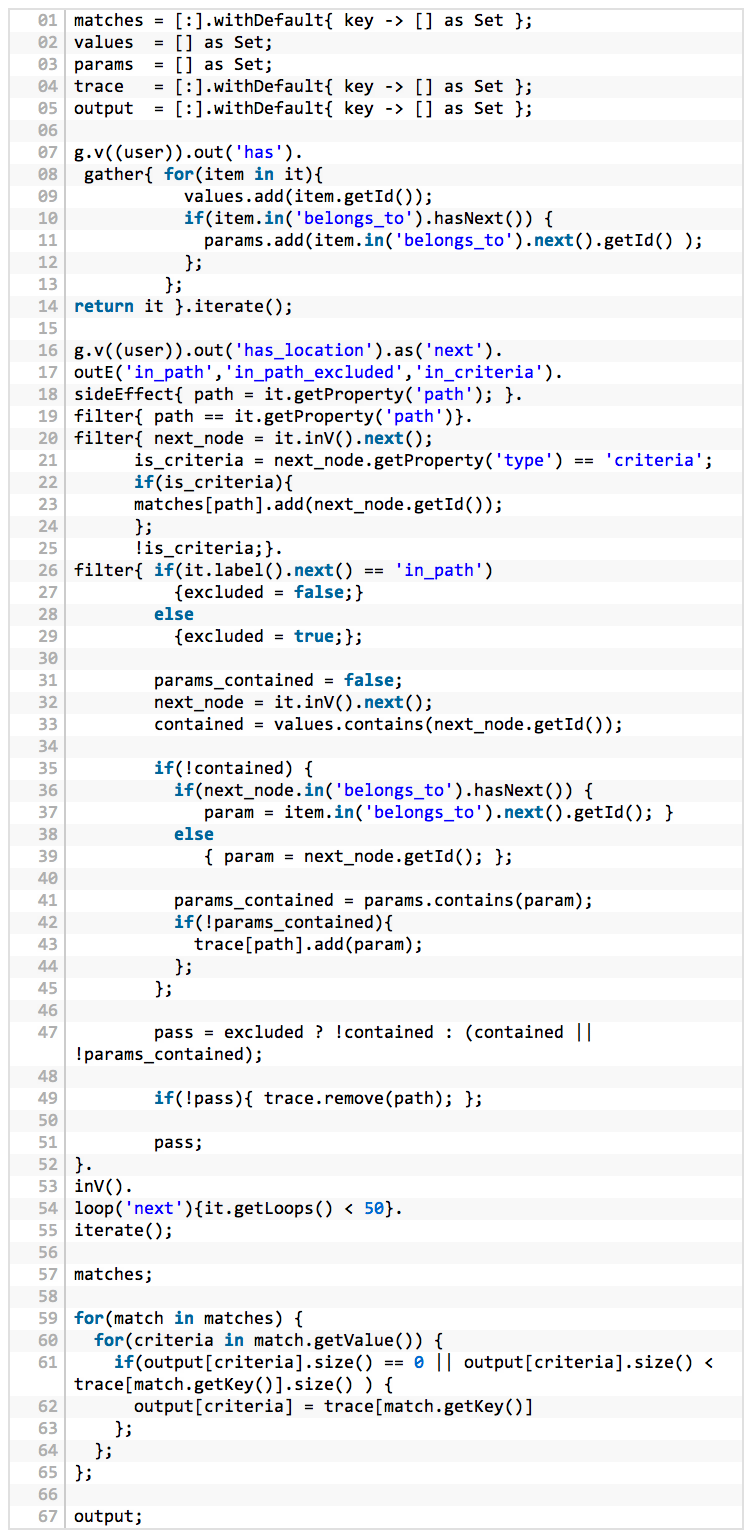 01 matches = [:].withDefault{ key -> [] as Set };
02 values  = [] as Set;
03 params  = [] as Set;
04 trace   = [:].withDefault{ key -> [] as Set };
05 output  = [:].withDefault{ key -> [] as Set };
06
07 g.v((user)).out('has').
08  gather{ for(item in it){
09            values.add(item.getId());
10            if(item.in('belongs_to').hasNext()) {
11              params.add(item.in('belongs_to').next().getId() );
12            };
13          };
14 return it }.iterate();
15
16 g.v((user)).out('has_location').as('next').
17 outE('in_path','in_path_excluded','in_criteria').
18 sideEffect{ path = it.getProperty('path'); }.
19 filter{ path == it.getProperty('path')}.
20 filter{ next_node = it.inV().next();
21       is_criteria = next_node.getProperty('type') == 'criteria';
22       if(is_criteria){
23       matches[path].add(next_node.getId());
24       };
25       !is_criteria;}.
26 filter{ if(it.label().next() == 'in_path')
27           {excluded = false;}
28         else
29           {excluded = true;};
30
31         params_contained = false;
32         next_node = it.inV().next();
33         contained = values.contains(next_node.getId());
34
35         if(!contained) {
36           if(next_node.in('belongs_to').hasNext()) {
37              param = item.in('belongs_to').next().getId(); }
38           else
39              { param = next_node.getId(); };
40
41           params_contained = params.contains(param);
42           if(!params_contained){
43             trace[path].add(param);
44           };
45         };
46
47         pass = excluded ? !contained : (contained ||
!params_contained);
48
49         if(!pass){ trace.remove(path); };
50
51         pass;
52 }.
53 inV().
54 loop('next'){it.getLoops() < 50}.
55 iterate();
56
57 matches;
58
59 for(match in matches) {
60   for(criteria in match.getValue()) {
61     if(output[criteria].size() == 0 || output[criteria].size() <
trace[match.getKey()].size() ) {
62       output[criteria] = trace[match.getKey()]
63     };
64   };
65 };
66
67 output;